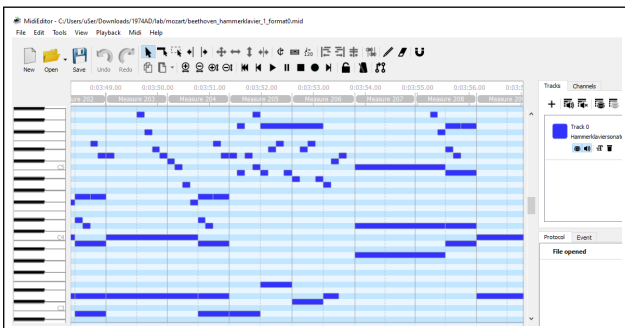 MidiEditor - C:/Users/uSer/Downloads/1974AD/lab/mozart/beethoven_hammerklavier_1_format0.mid
File Edit Tools View Playback Midi Help
New Open Save Undo Redo
0:03:49.00 0:03:50.00 0:03:51.00 0:03:52.00 0:03:53.00 0:03:54.00 0:03:55.00 0:03:56.00
Measure 203 Measure 204 Measure 205 Measure 206 Measure 207 Measure 208
C5
C4
C3
Tracks Channels
Track 0
Hammerklaviersonate
Protocol Event
File opened